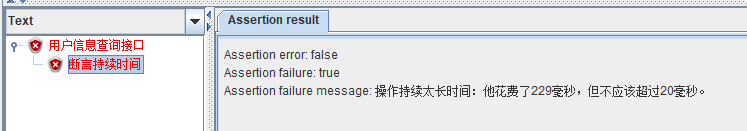 Text
用户信息查询接口
断言持续时间
Assertion result
Assertion error: false
Assertion failure: true
Assertion failure message: 操作持续太长时间：他花费了229毫秒，但不应该超过20毫秒。